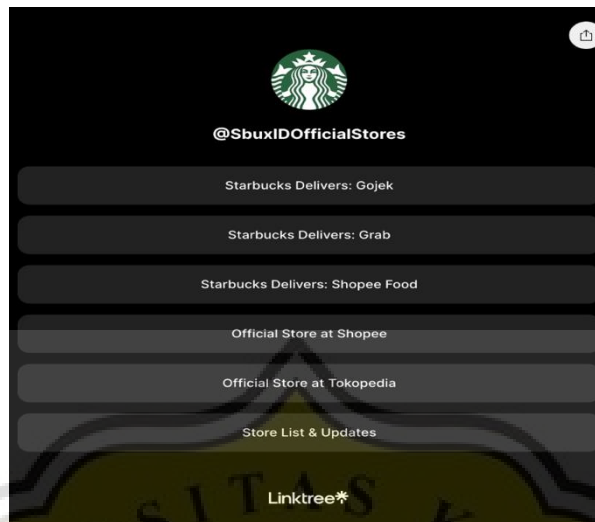 @SbuxIDOfficialStores
Starbucks Delivers: Gojek
Starbucks Delivers: Grab
Starbucks Delivers: Shopee Food
Official Store at Shopee
Official Store at Tokopedia
Store List & Updates
Linktree*
SITAS K